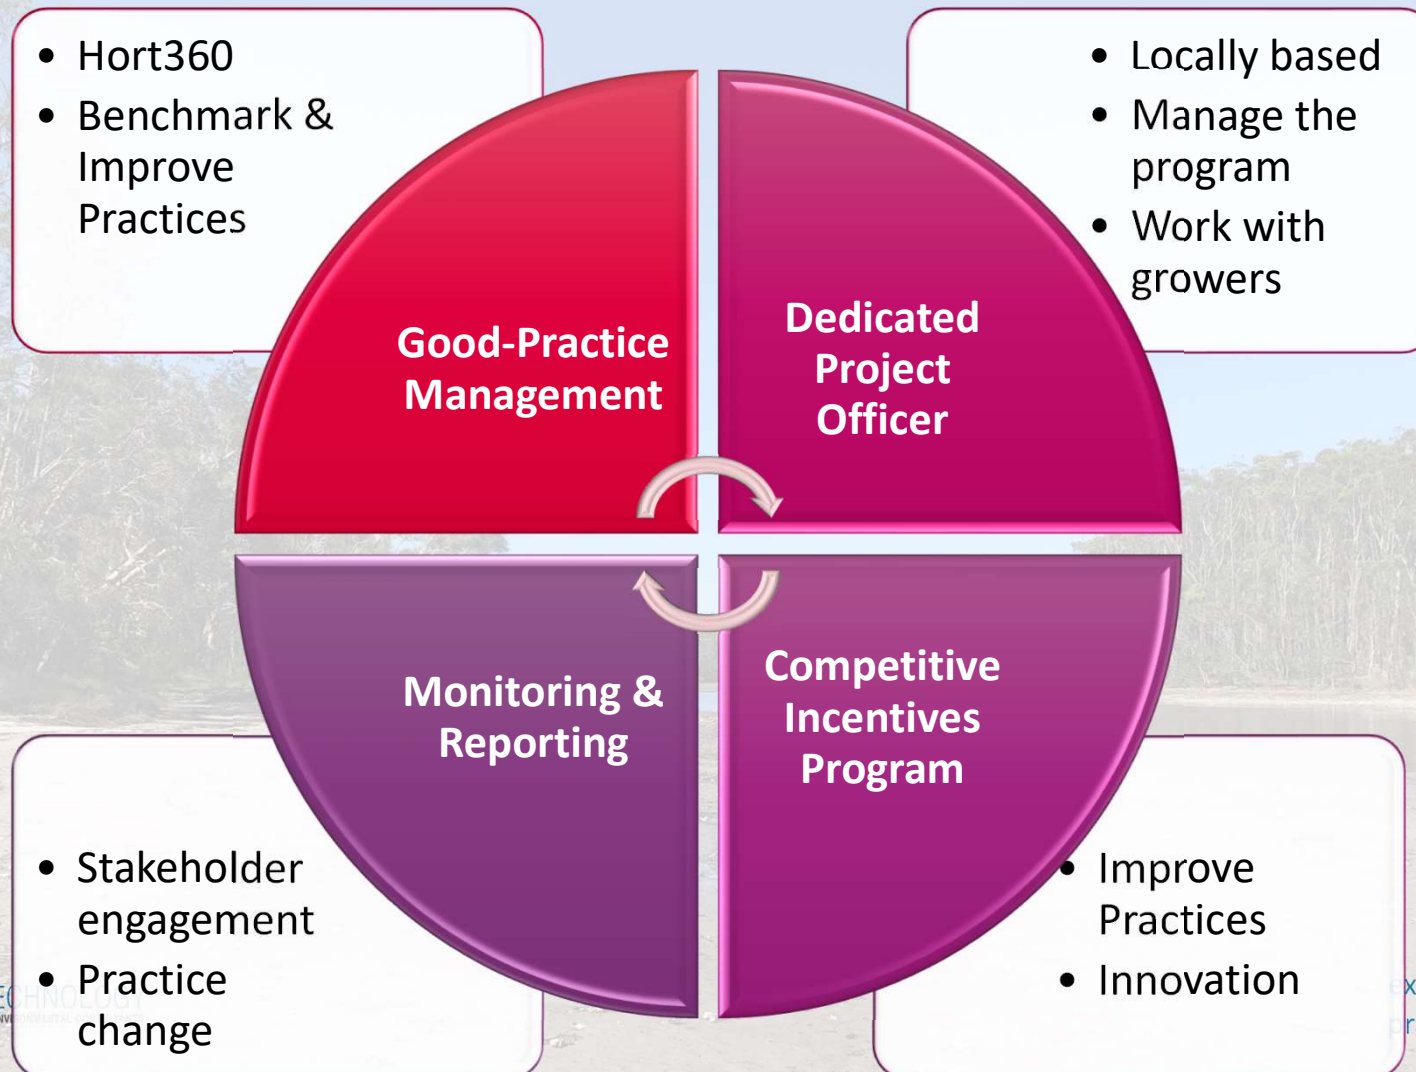 • Hort360
• Benchmark &
Improve
Practices
• Locally based
• Manage the
program
• Work with
growers
Good-Practice
Management
Dedicated
Project
Officer
Monitoring &
Reporting
Competitive
Incentives
Program
• Stakeholder
engagement
• Practice
change
• Improve
Practices
• Innovation